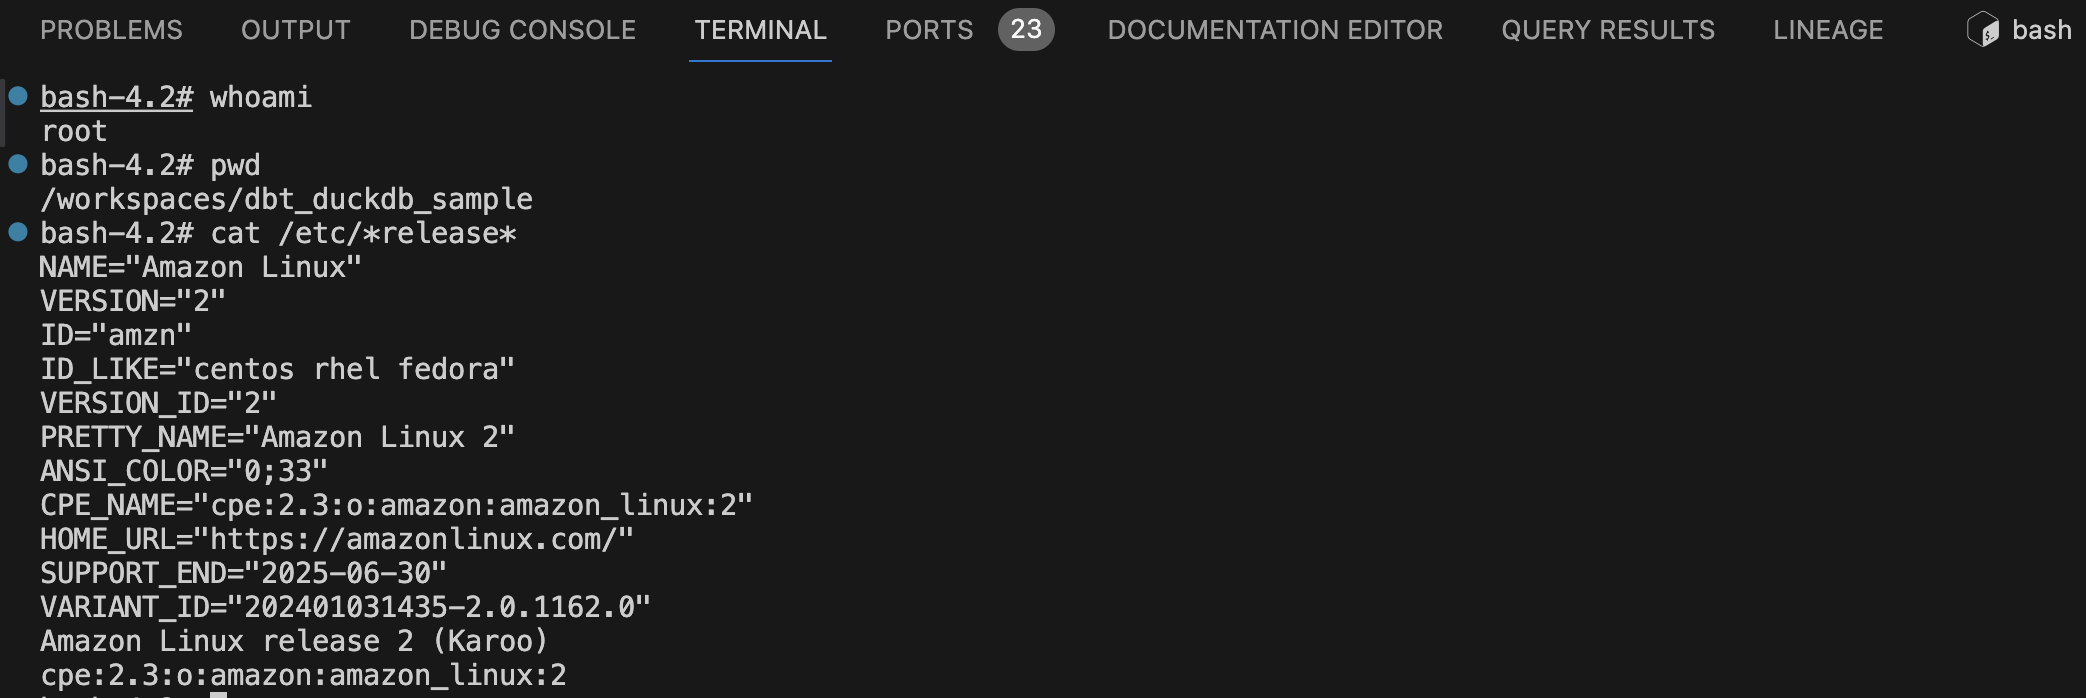 PROBLEMS OUTPUT DEBUG CONSOLE TERMINAL PORTS 23 DOCUMENTATION EDITOR QUERY RESULTS LINEAGE bash
bash-4.2# whoami
root
bash-4.2# pwd
/workspaces/dbt_duckdb_sample
bash-4.2# cat /etc/*release*
NAME="Amazon Linux"
VERSION="2"
ID="amzn"
ID_LIKE="centos rhel fedora"
VERSION_ID="2"
PRETTY_NAME="Amazon Linux 2"
ANSI_COLOR="0;33"
CPE_NAME="cpe:2.3:o:amazon:amazon_linux:2"
HOME_URL="https://amazonlinux.com/"
SUPPORT_END="2025-06-30"
VARIANT_ID="202401031435-2.0.1162.0"
Amazon Linux release 2 (Karoo)
cpe:2.3:o:amazon:amazon_linux:2